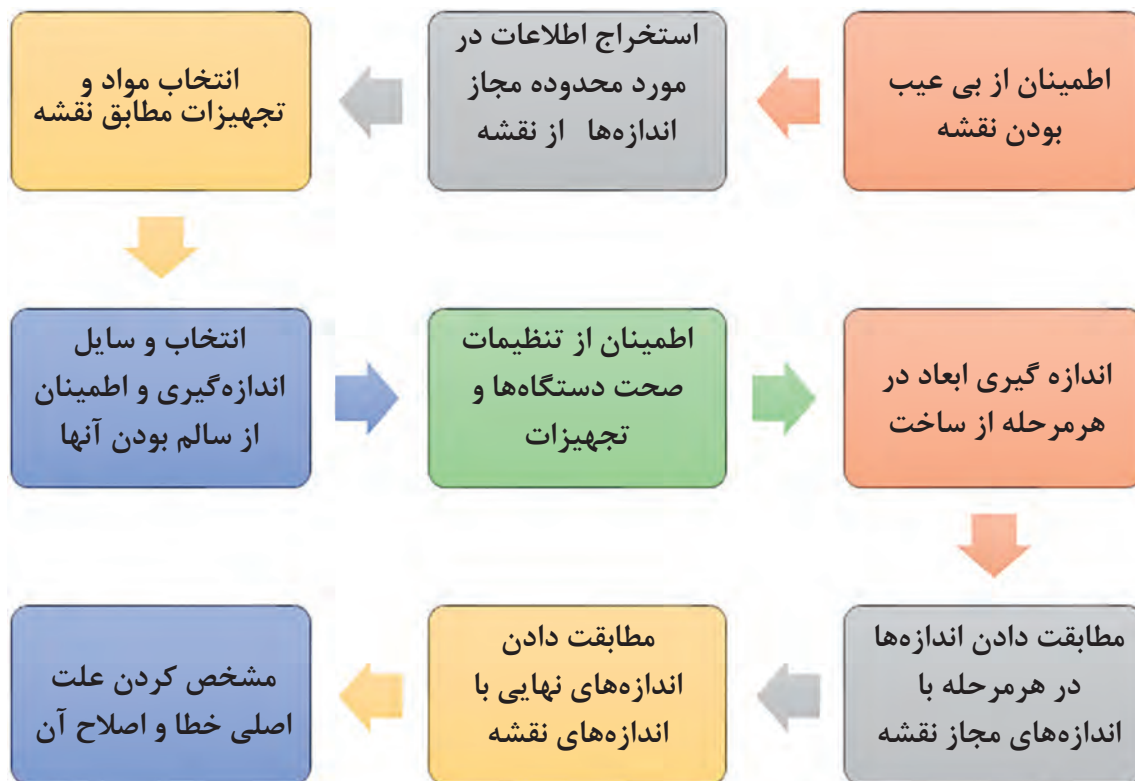 اطمینان از بی عیب
بودن نقشه
استخراج اطلاعات در
مورد محدوده مجاز
اندازه‌ها از نقشه
انتخاب مواد و
تجهیزات مطابق نقشه
انتخاب و سایل
اندازه‌گیری و اطمینان
از سالم بودن آنها
اطمینان از تنظیمات
صحت دستگاه‌ها و
تجهیزات
اندازه گیری ابعاد در
هرمرحله از ساخت
مطابقت دادن اندازه‌ها
در هرمرحله با
اندازه‌های مجاز نقشه
مطابقت دادن
اندازه‌های نهایی با
اندازه‌های نقشه
مشخص کردن علت
اصلی خطا و اصلاح آن